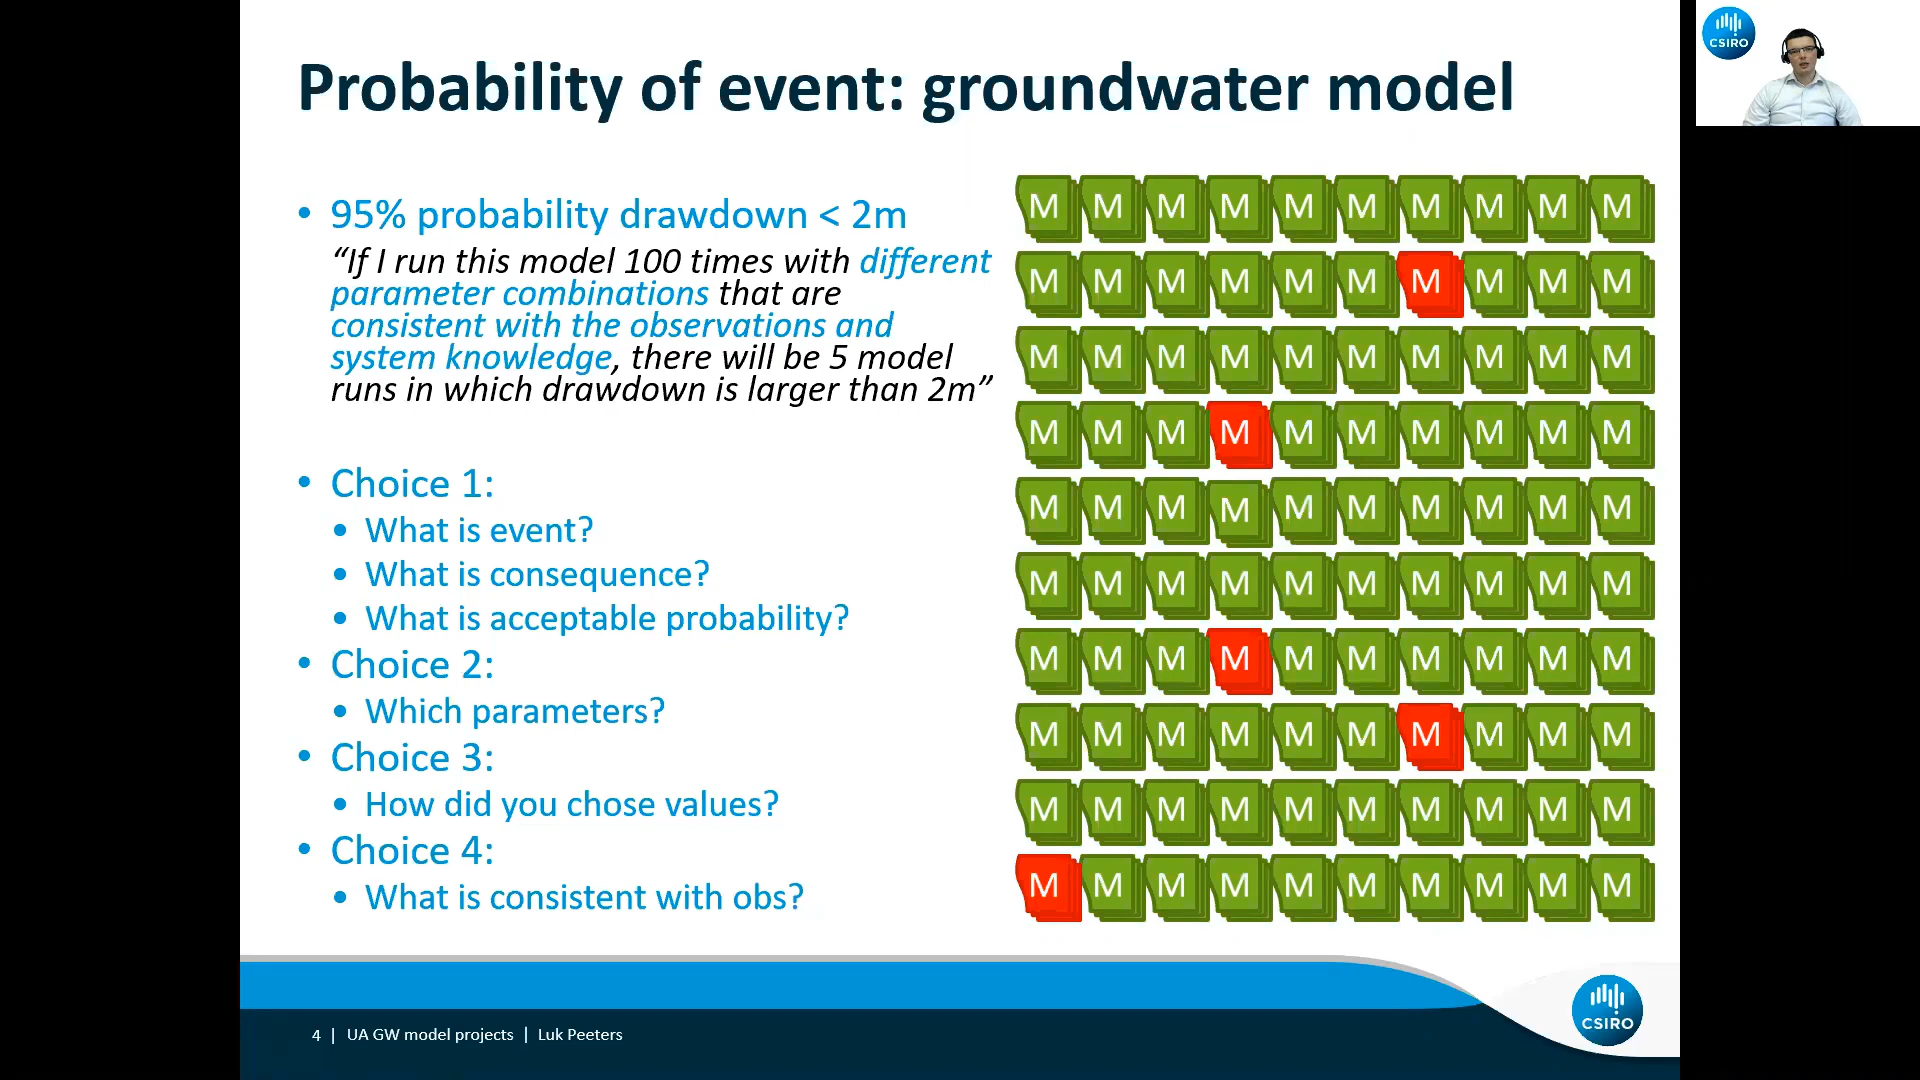 Probability of event: groundwater model
CSIRO
• 95% probability drawdown < 2m
“If I run this model 100 times with different
parameter combinations that are
consistent with the observations and
system knowledge, there will be 5 model
runs in which drawdown is larger than 2m”
• Choice 1:
• What is event?
• What is consequence?
• What is acceptable probability?
• Choice 2:
• Which parameters?
• Choice 3:
• How did you chose values?
• Choice 4:
• What is consistent with obs?
M M M M M M M M M M
M M M M M M M M M M
M M M M M M M M M M
M M M M M M M M M M
M M M M M M M M M M
M M M M M M M M M M
M M M M M M M M M M
M M M M M M M M M M
M M M M M M M M M M
M M M M M M M M M M
4 | UA GW model projects | Luk Peeters
CSIRO